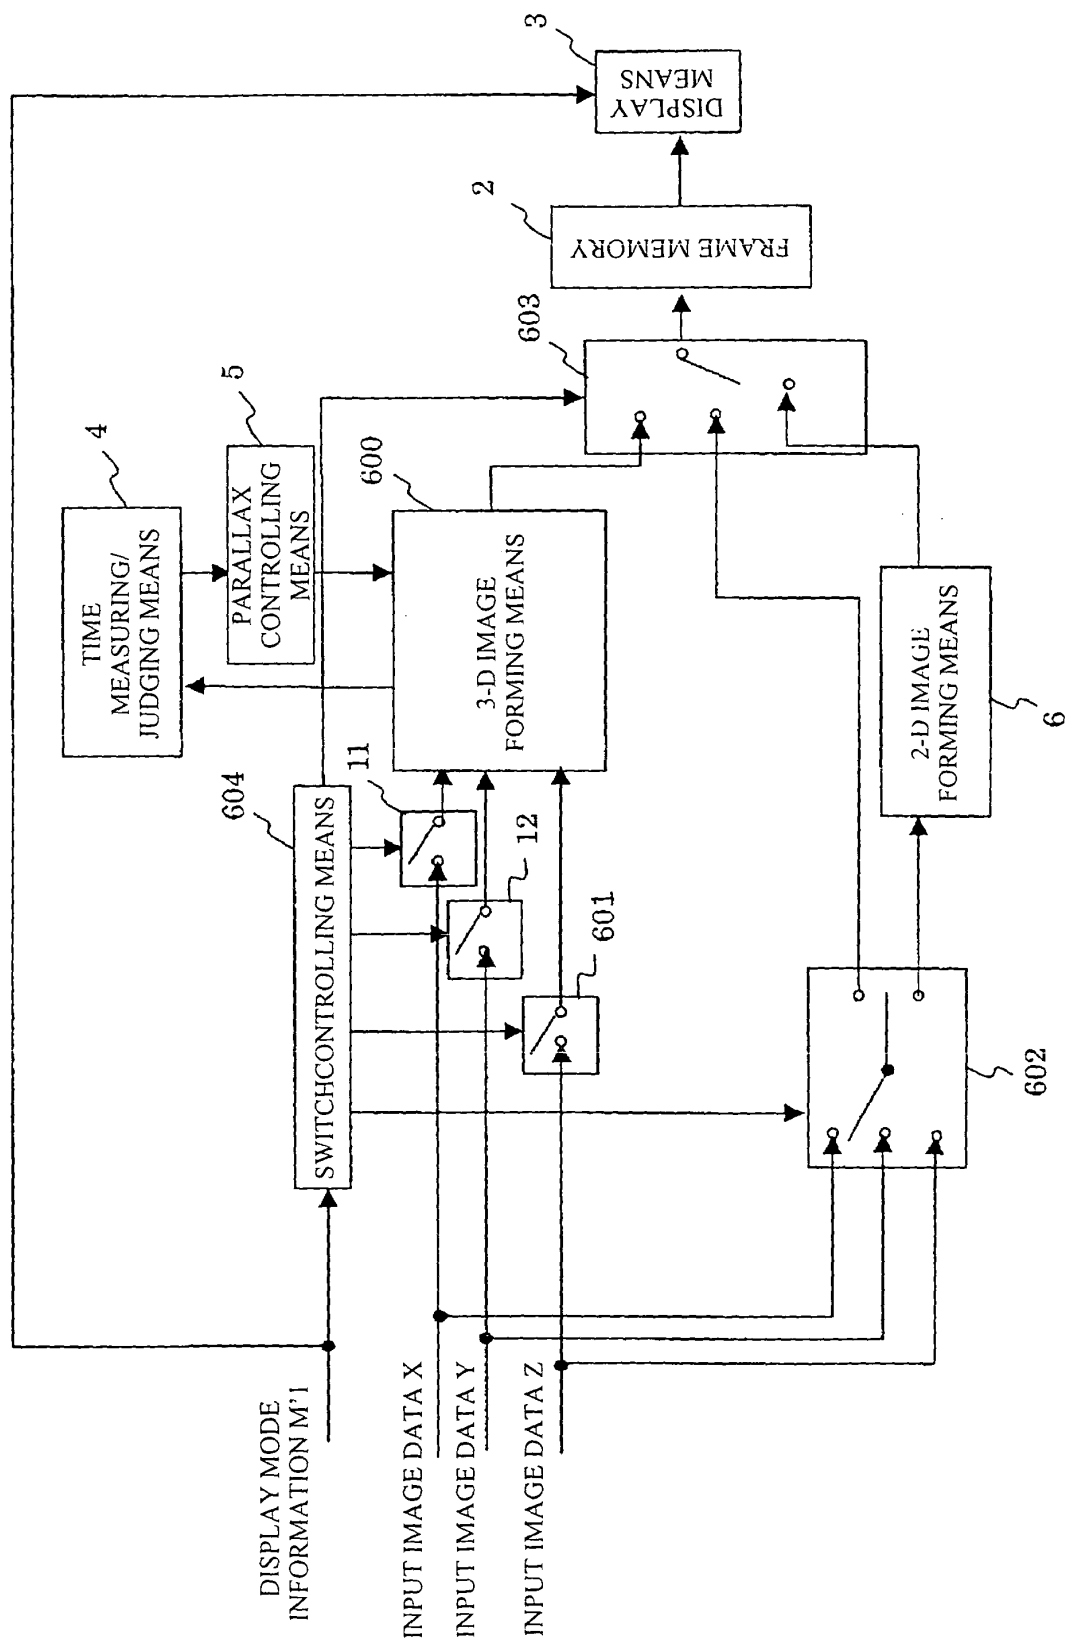 DISPLAY MODE
INFORMATION M'1
INPUT IMAGE DATA X
INPUT IMAGE DATA Y
INPUT IMAGE DATA Z
604
SWITCHCONTROLLING MEANS
11
12
601
602
4
TIME
MEASURING/
JUDGING MEANS
5
PARALLAX
CONTROLLING
MEANS
600
3-D IMAGE
FORMING MEANS
2-D IMAGE
FORMING MEANS
6
603
2
FRAME MEMORY
3
DISPLAY
MEANS